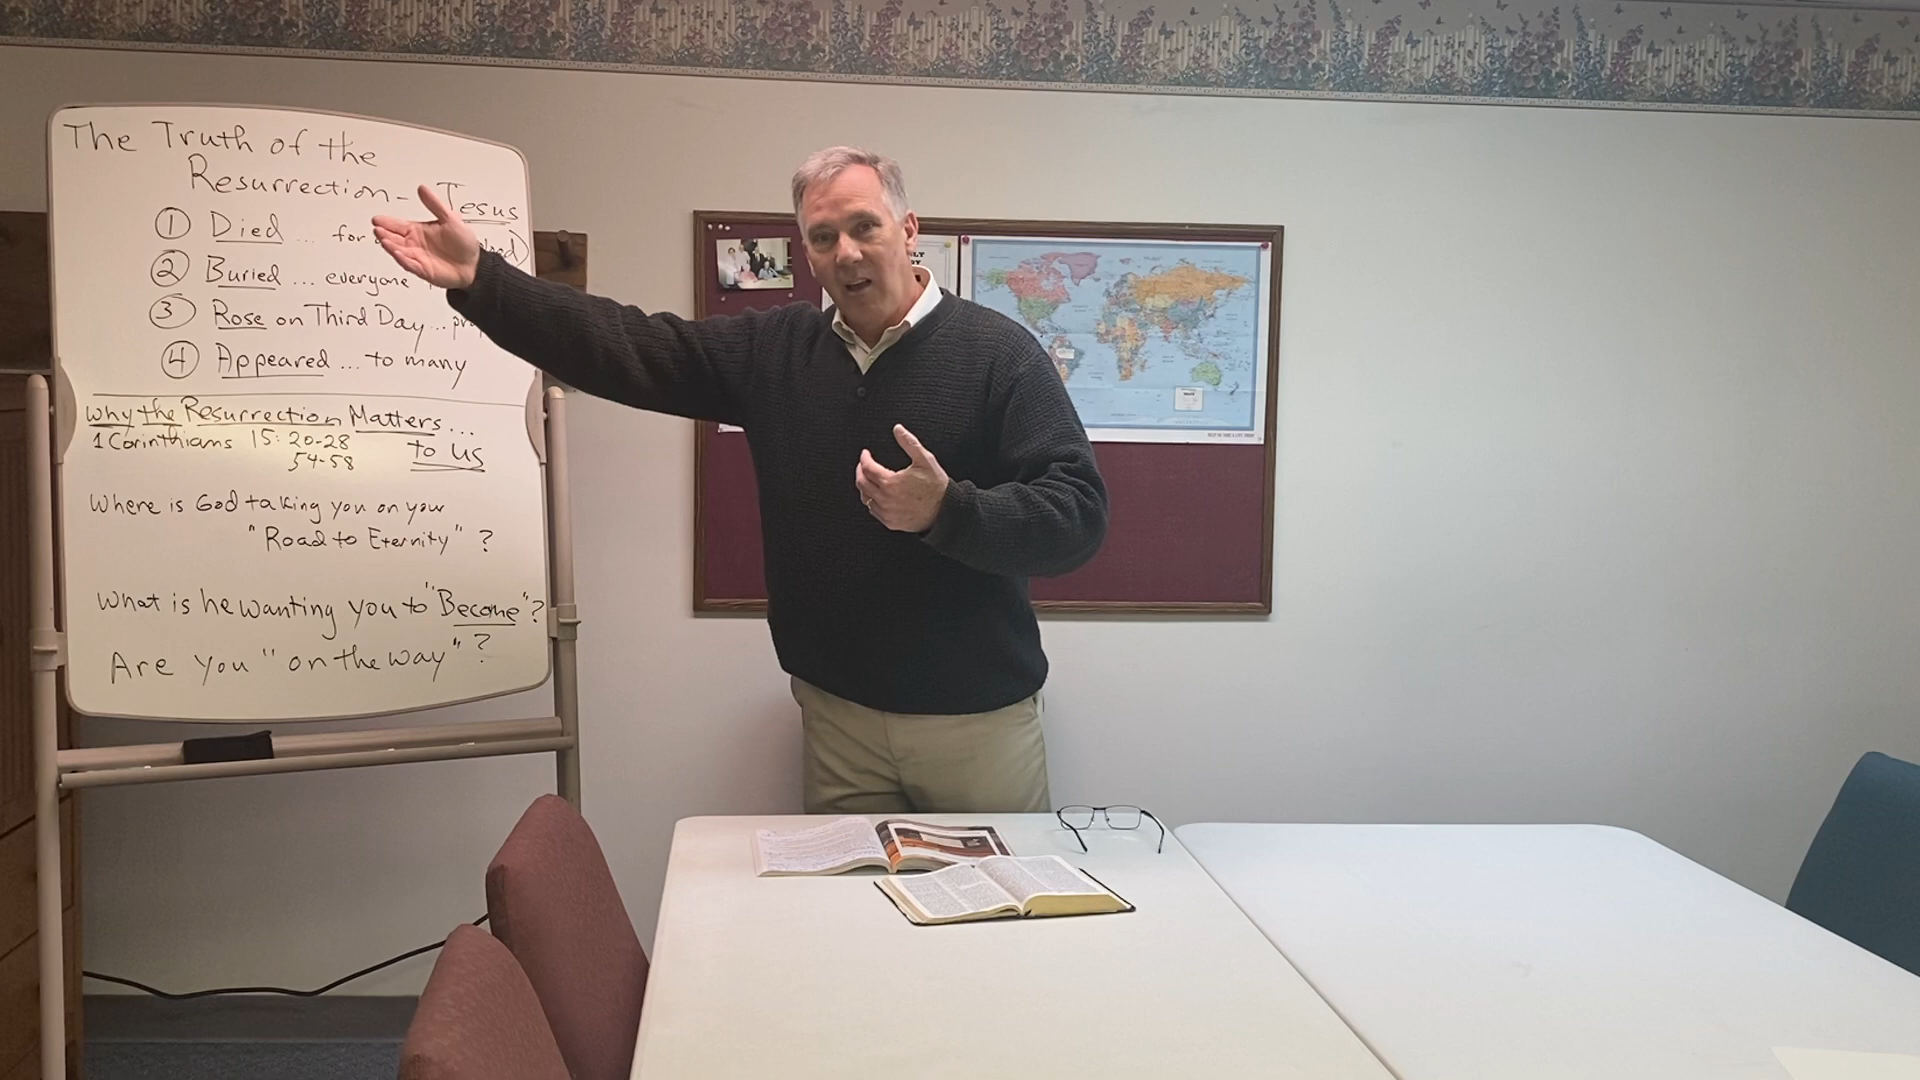 The Truth of the
Resurrection- Jesus
① Died ... for
② Buried ... everyone
③ Rose on Third Day...
④ Appeared ... to many
Why the Resurrection Matters...
1 Corinthians 15: 20-28 to us
54-58
Where is God taking you on your
"Road to Eternity" ?
What is he wanting you to "Become"?
Are You "on the way" ?